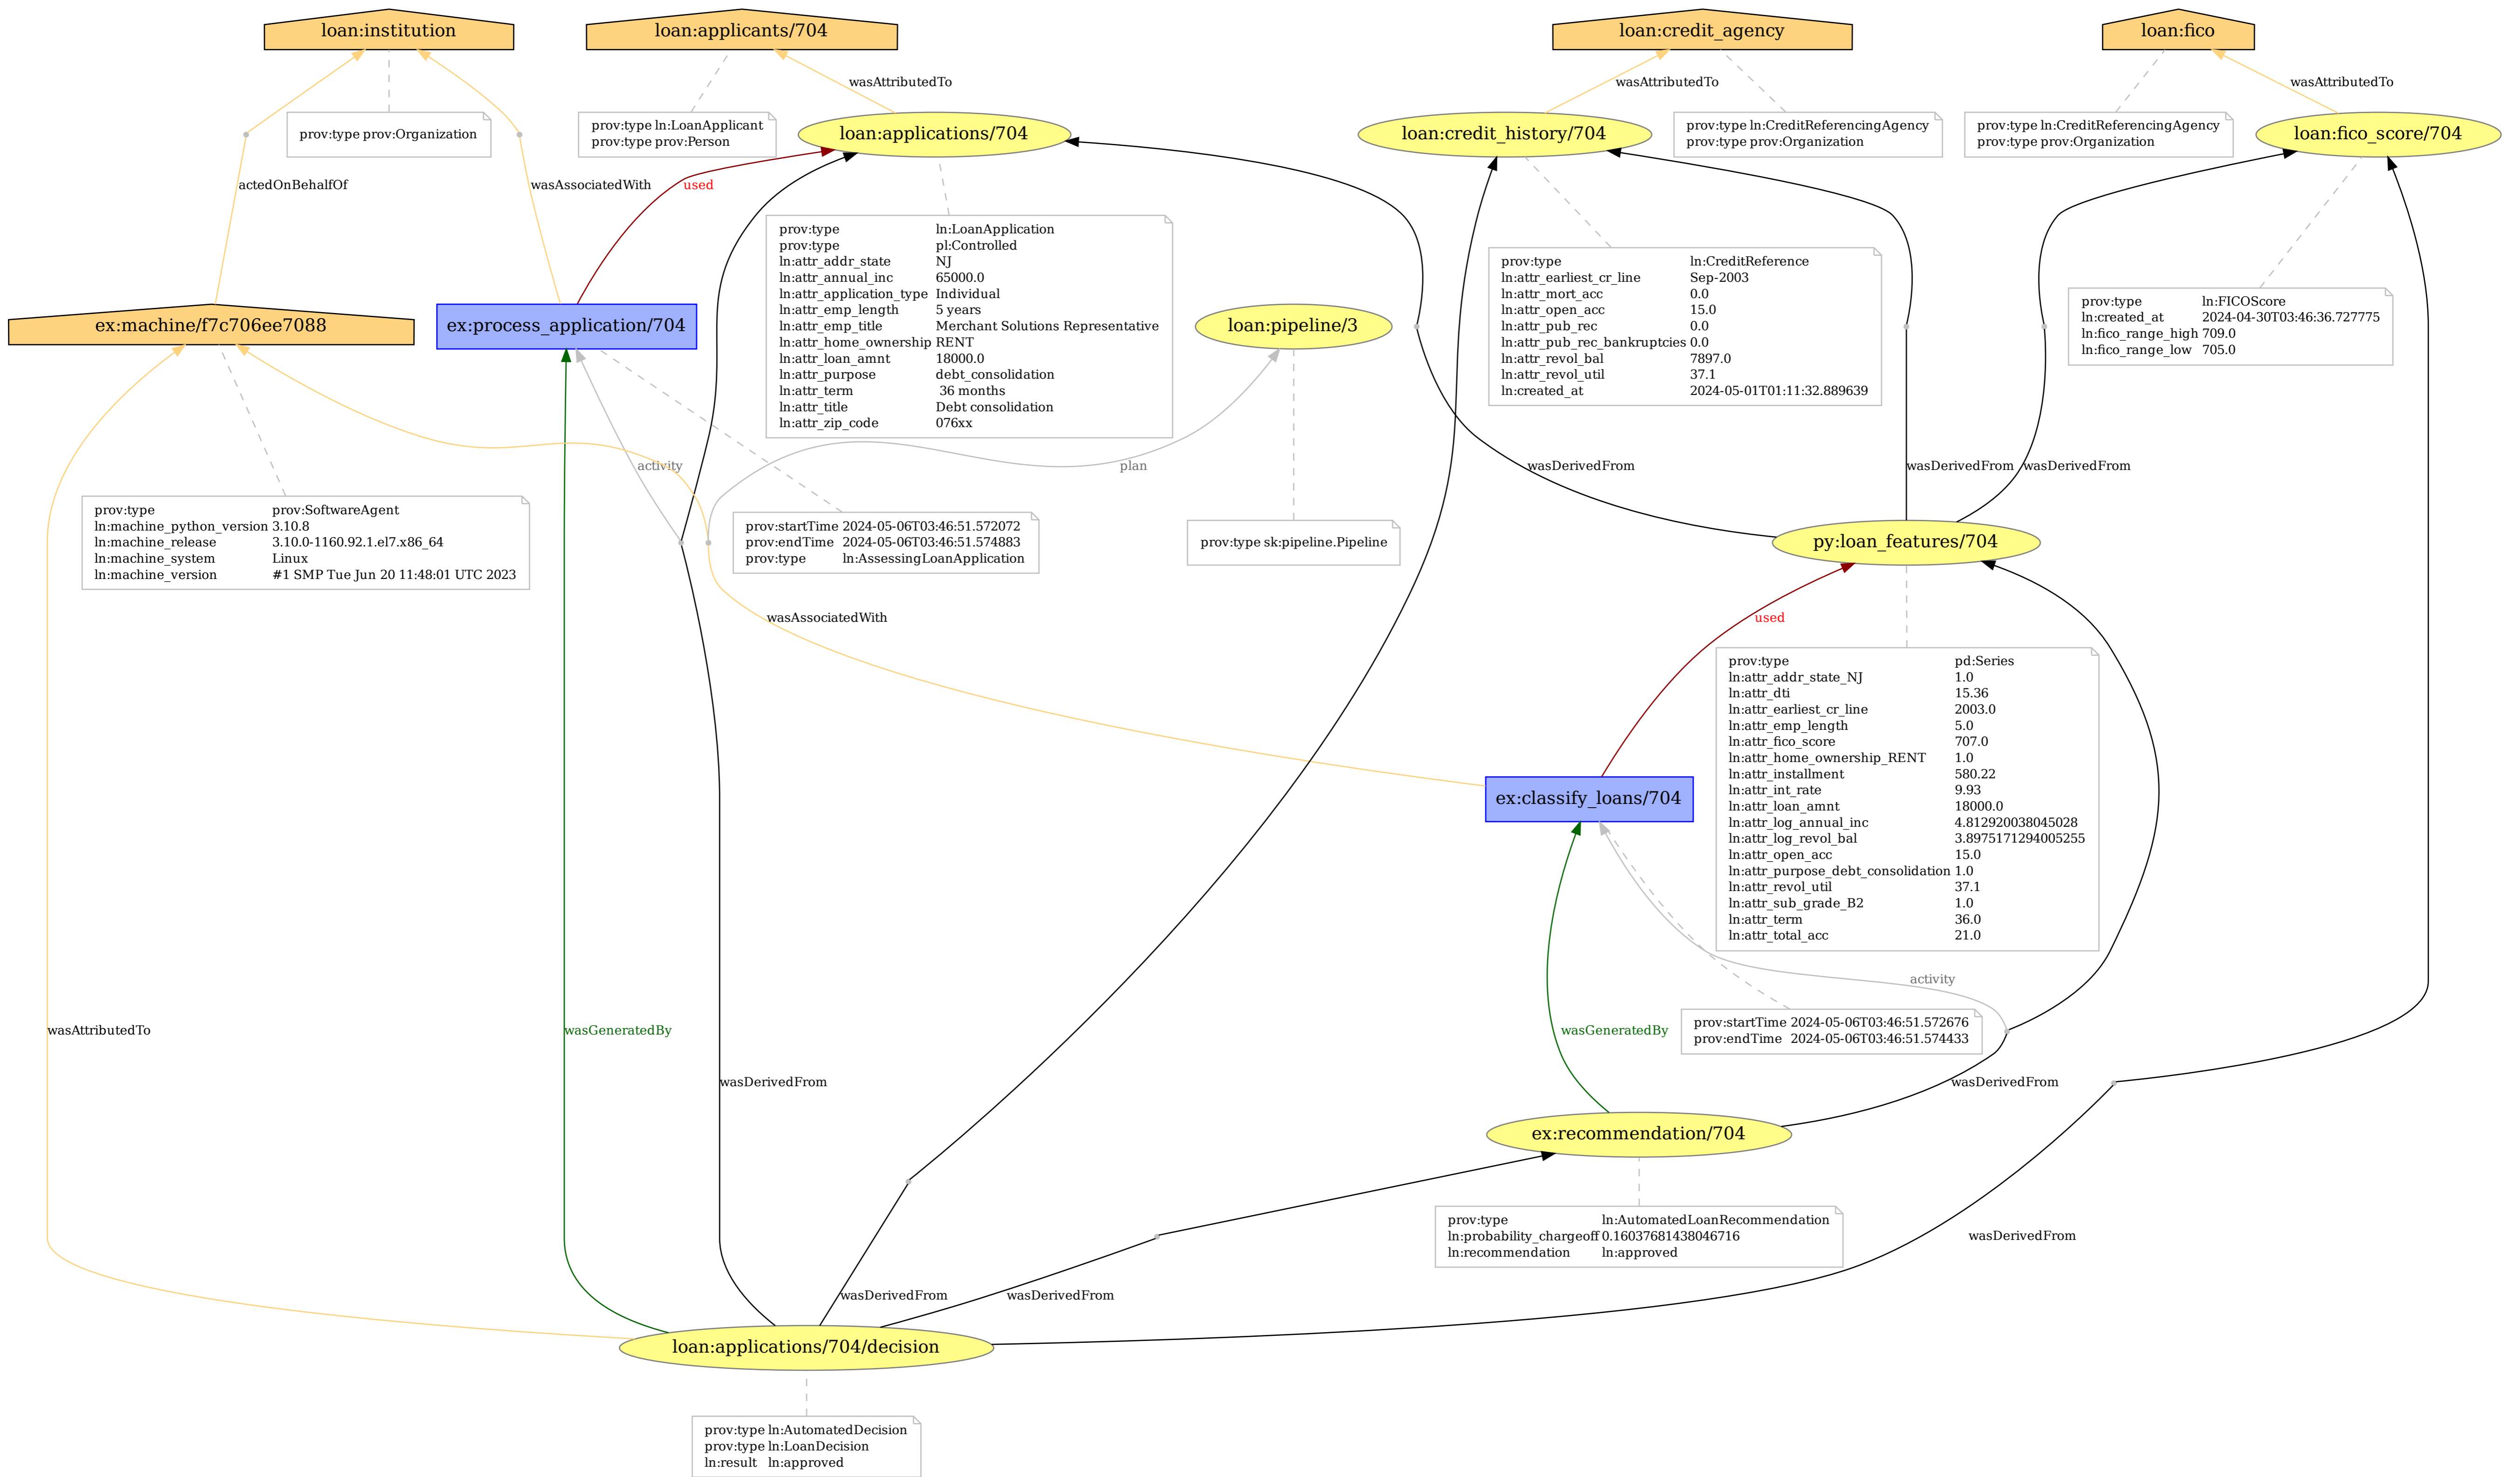 loan:institution
loan:applicants/704
loan:credit_agency
loan:fico
wasAttributedTo
wasAttributedTo
wasAttributedTo
prov:type prov:Organization
prov:type ln:LoanApplicant
prov:type prov:Person
loan:applications/704
loan:credit_history/704
prov:type ln:CreditReferencingAgency
prov:type prov:Organization
prov:type ln:CreditReferencingAgency
prov:type prov:Organization
loan:fico_score/704
actedOnBehalfOf
wasAssociatedWith
used
prov:type ln:LoanApplication
prov:type pl:Controlled
ln:attr_addr_state NJ
ln:attr_annual_inc 65000.0
ln:attr_application_type Individual
ln:attr_emp_length 5 years
ln:attr_emp_title Merchant Solutions Representative
ln:attr_home_ownership RENT
ln:attr_loan_amnt 18000.0
ln:attr_purpose debt_consolidation
ln:attr_term 36 months
ln:attr_title Debt consolidation
ln:attr_zip_code 076xx
prov:type ln:CreditReference
ln:attr_earliest_cr_line Sep-2003
ln:attr_mort_acc 0.0
ln:attr_open_acc 15.0
ln:attr_pub_rec 0.0
ln:attr_pub_rec_bankruptcies 0.0
ln:attr_revol_bal 7897.0
ln:attr_revol_util 37.1
ln:created_at 2024-05-01T01:11:32.889639
prov:type ln:FICOScore
ln:created_at 2024-04-30T03:46:36.727775
ln:fico_range_high 709.0
ln:fico_range_low 705.0
ex:machine/f7c706ee7088
ex:process_application/704
loan:pipeline/3
activity
plan
wasDerivedFrom
wasDerivedFrom
wasDerivedFrom
prov:type prov:SoftwareAgent
ln:machine_python_version 3.10.8
ln:machine_release 3.10.0-1160.92.1.el7.x86_64
ln:machine_system Linux
ln:machine_version #1 SMP Tue Jun 20 11:48:01 UTC 2023
prov:startTime 2024-05-06T03:46:51.572072
prov:endTime 2024-05-06T03:46:51.574883
prov:type ln:AssessingLoanApplication
prov:type sk:pipeline.Pipeline
py:loan_features/704
wasAssociatedWith
used
prov:type pd:Series
ln:attr_addr_state_NJ 1.0
ln:attr_dti 15.36
ln:attr_earliest_cr_line 2003.0
ln:attr_emp_length 5.0
ln:attr_fico_score 707.0
ln:attr_home_ownership_RENT 1.0
ln:attr_installment 580.22
ln:attr_int_rate 9.93
ln:attr_loan_amnt 18000.0
ln:attr_log_annual_inc 4.812920038045028
ln:attr_log_revol_bal 3.8975171294005255
ln:attr_open_acc 15.0
ln:attr_purpose_debt_consolidation 1.0
ln:attr_revol_util 37.1
ln:attr_sub_grade_B2 1.0
ln:attr_term 36.0
ln:attr_total_acc 21.0
ex:classify_loans/704
activity
wasAttributedTo
wasGeneratedBy
wasGeneratedBy
prov:startTime 2024-05-06T03:46:51.572676
prov:endTime 2024-05-06T03:46:51.574433
wasDerivedFrom
wasDerivedFrom
ex:recommendation/704
prov:type ln:AutomatedLoanRecommendation
ln:probability_chargeoff 0.16037681438046716
ln:recommendation ln:approved
wasDerivedFrom
wasDerivedFrom
wasDerivedFrom
loan:applications/704/decision
prov:type ln:AutomatedDecision
prov:type ln:LoanDecision
ln:result ln:approved